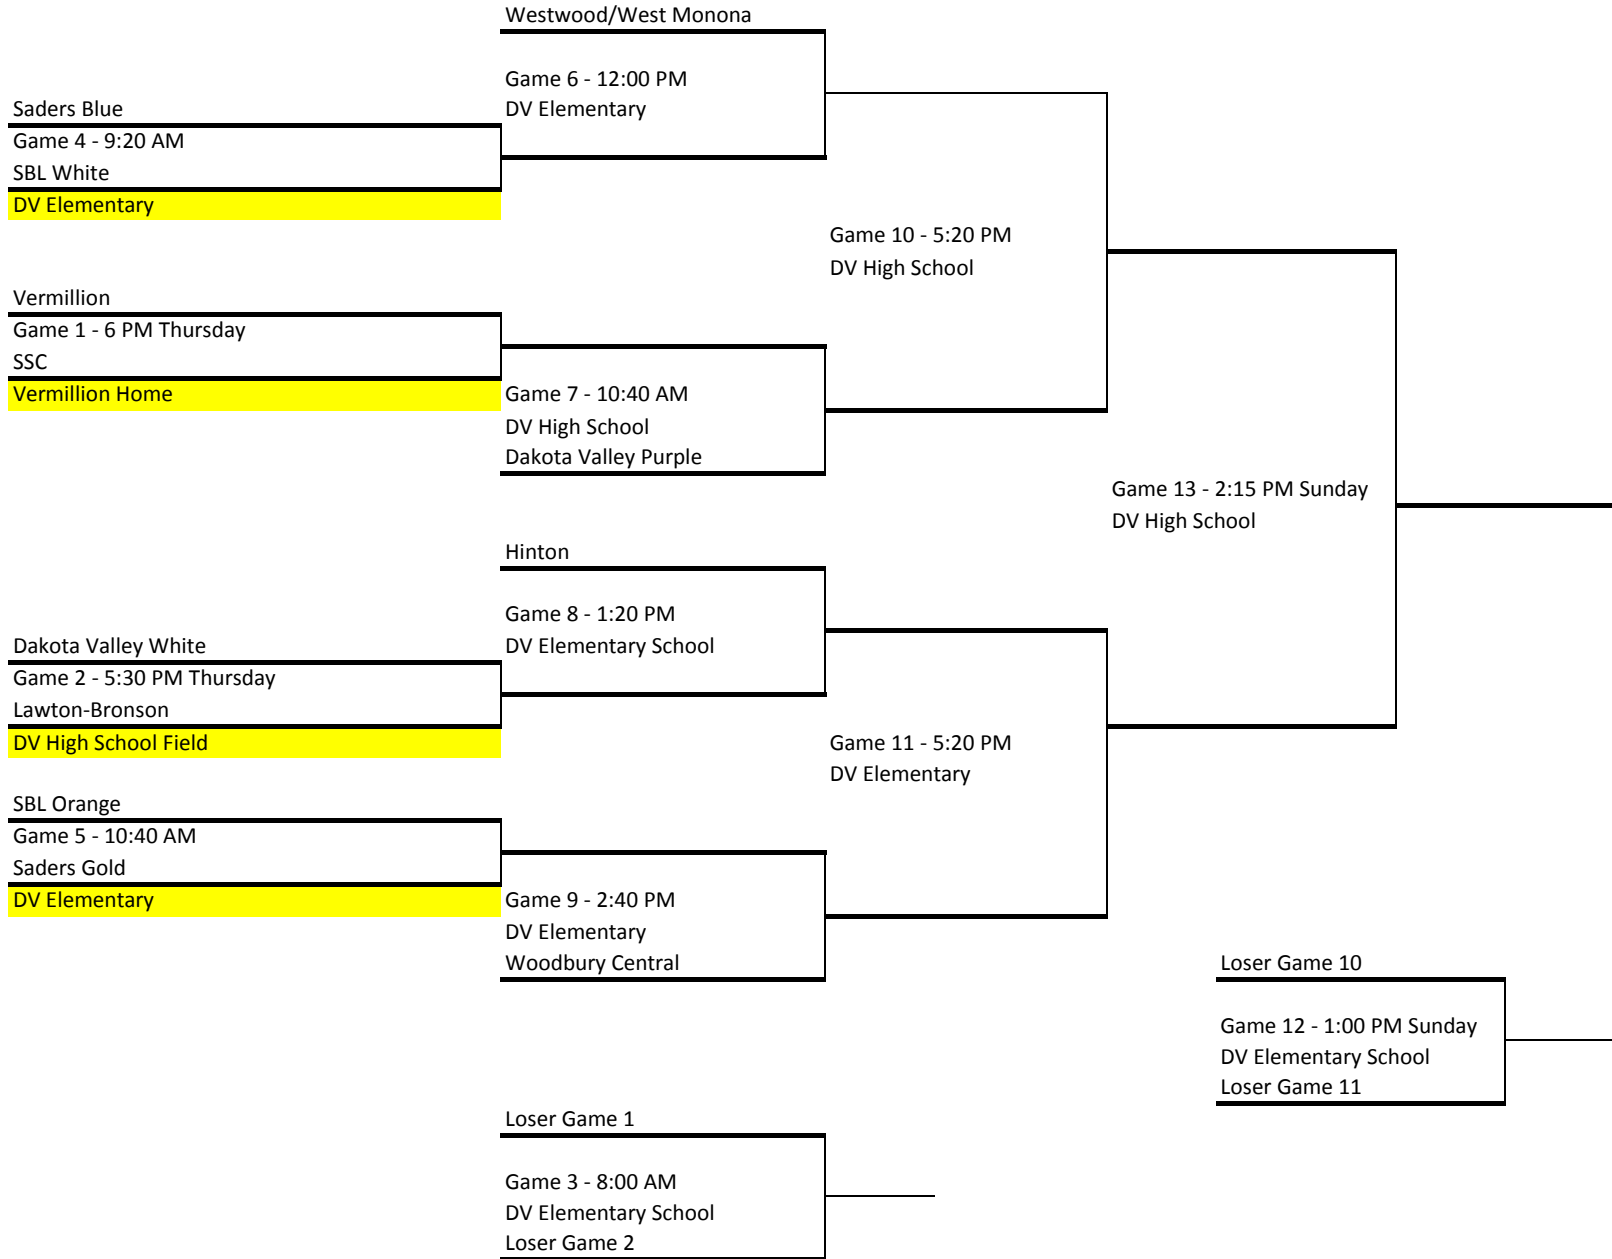 Westwood/West Monona
Game 6 - 12:00 PM
DV Elementary
Saders Blue
Game 4 - 9:20 AM
SBL White
DV Elementary
Game 10 - 5:20 PM
DV High School
Vermillion
Game 1 - 6 PM Thursday
SSC
Vermillion Home
Game 7 - 10:40 AM
DV High School
Dakota Valley Purple
Game 13 - 2:15 PM Sunday
DV High School
Hinton
Game 8 - 1:20 PM
DV Elementary School
Dakota Valley White
Game 2 - 5:30 PM Thursday
Lawton-Bronson
DV High School Field
Game 11 - 5:20 PM
DV Elementary
SBL Orange
Game 5 - 10:40 AM
Saders Gold
DV Elementary
Game 9 - 2:40 PM
DV Elementary
Woodbury Central
Loser Game 10
Game 12 - 1:00 PM Sunday
DV Elementary School
Loser Game 11
Loser Game 1
Game 3 - 8:00 AM
DV Elementary School
Loser Game 2